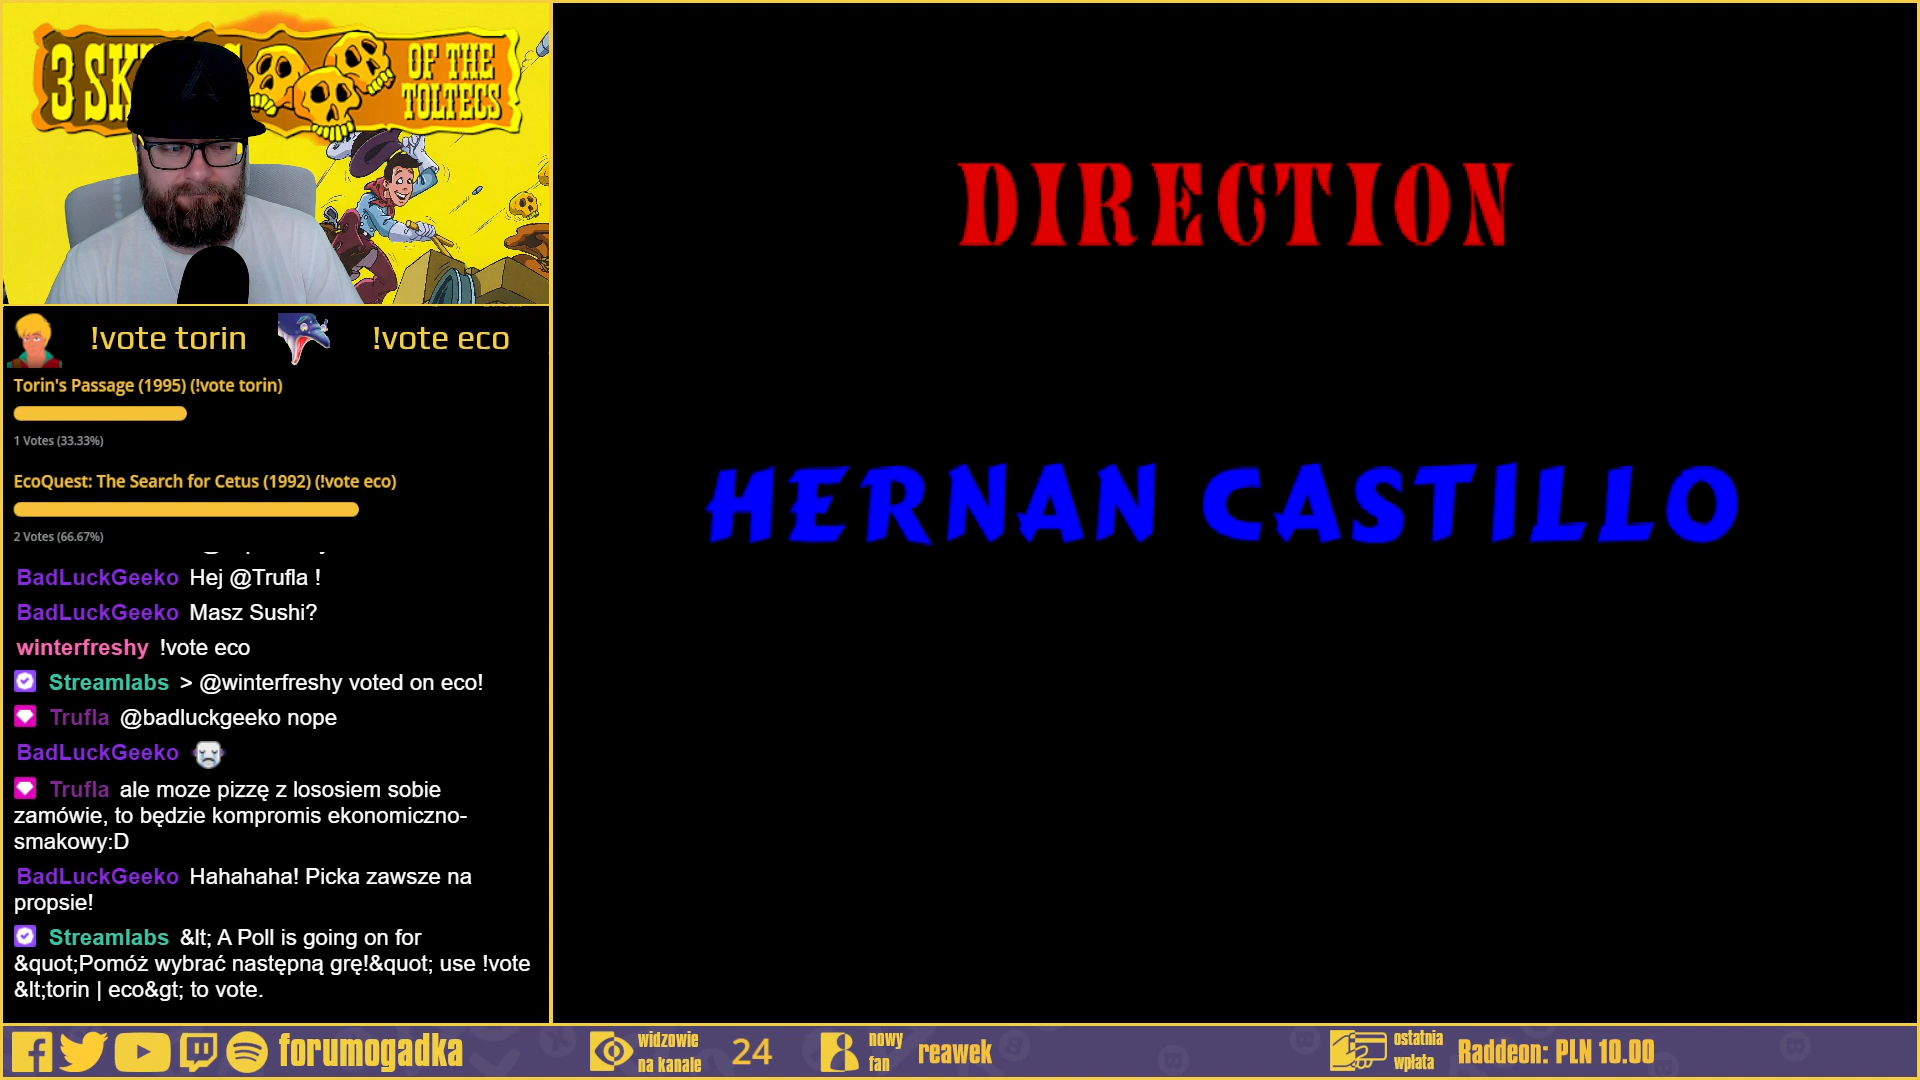 3 SK
OF THE
TOLTECS
!vote torin
!vote eco
Torin's Passage (1995) (!vote torin)
1 Votes (33.33%)
EcoQuest: The Search for Cetus (1992) (!vote eco)
2 Votes (66.67%)
BadLuckGeeko Hej @Trufla !
BadLuckGeeko Masz Sushi?
winterfreshy !vote eco
Streamlabs > @winterfreshy voted on eco!
Trufla @badluckgeeko nope
BadLuckGeeko
Trufla ale moze pizzę z łososiem sobie
zamówie, to będzie kompromis ekonomiczno-
smakowy:D
BadLuckGeeko Hahahaha! Picka zawsze na
propsie!
Streamlabs &lt; A Poll is going on for
&quot;Pomóż wybrać następną grę!&quot; use !vote
&lt;torin | eco&gt; to vote.
DIRECTION
HERNAN CASTILLO
forumogadka
widzowie
na kanale
24
nowy
fan
reawek
ostatnia
wpłata
Raddeon: PLN 10.00